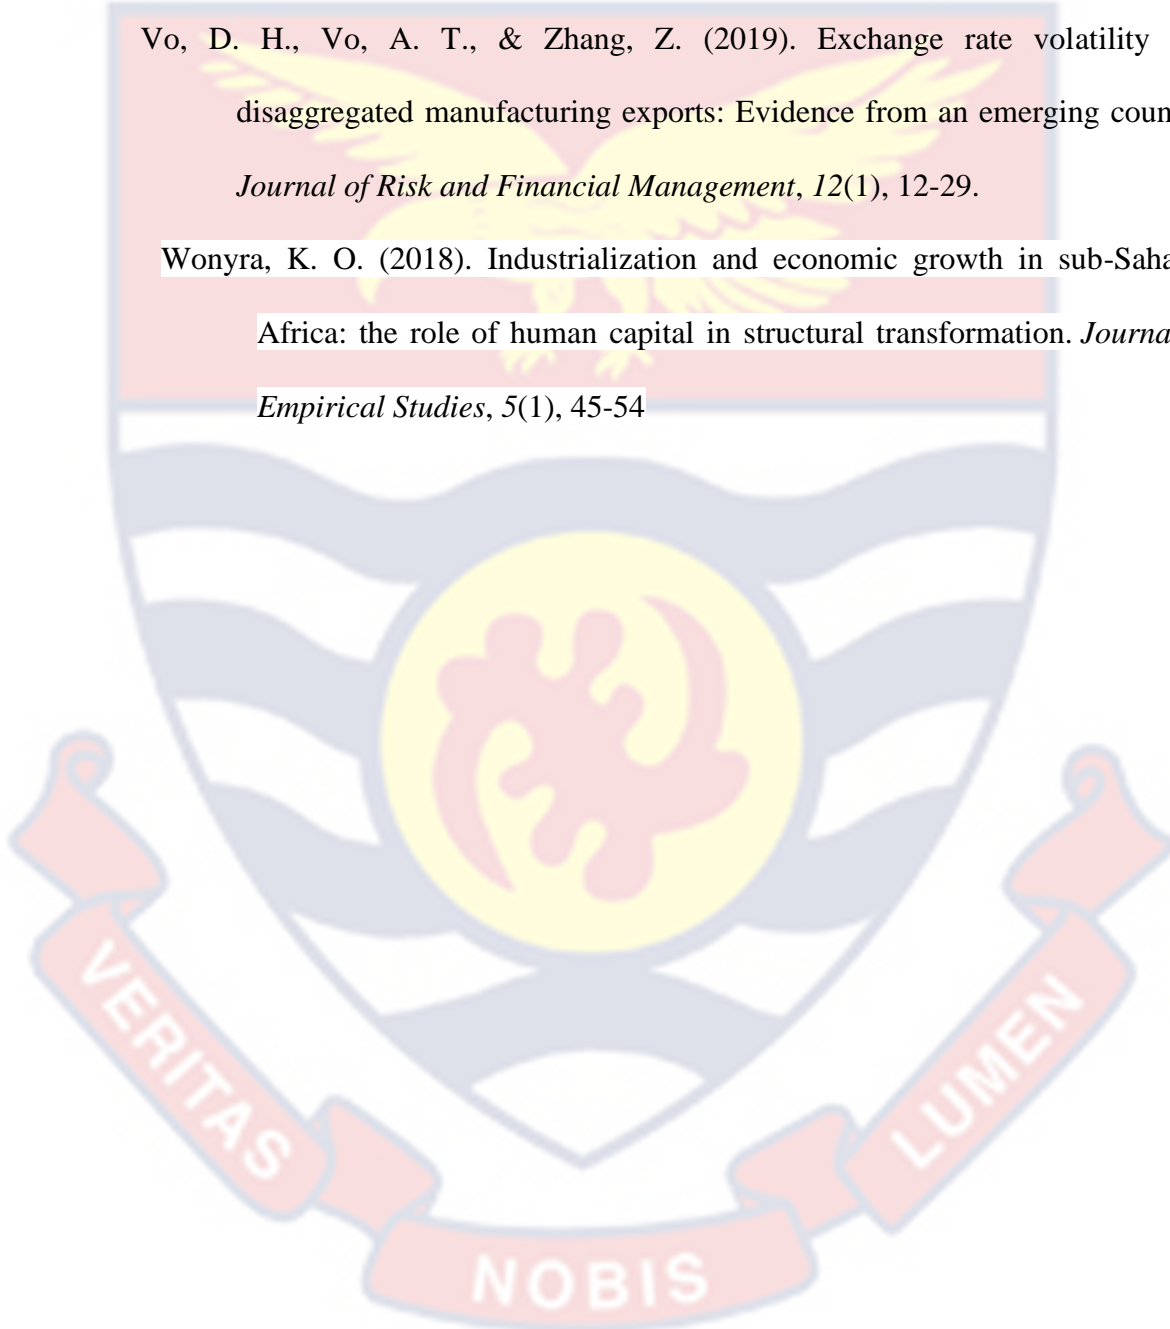 Vo, D. H., Vo, A. T., & Zhang, Z. (2019). Exchange rate volatility
disaggregated manufacturing exports: Evidence from an emerging coun
Journal of Risk and Financial Management, 12(1), 12-29.
Wonyra, K. O. (2018). Industrialization and economic growth in sub-Saha
Africa: the role of human capital in structural transformation. Journa
Empirical Studies, 5(1), 45-54
VERITAS
NOBIS
LUMEN